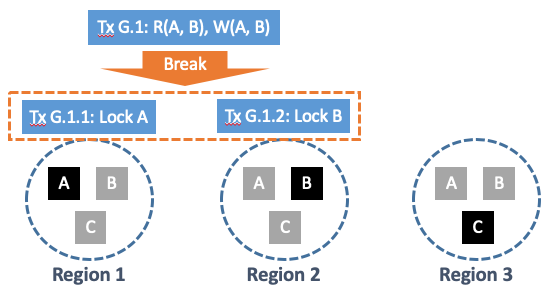 Tx G.1: R(A, B), W(A, B)
Break
Tx G.1.1: Lock A
Tx G.1.2: Lock B
A B A B A B
C C C
Region 1 Region 2 Region 3